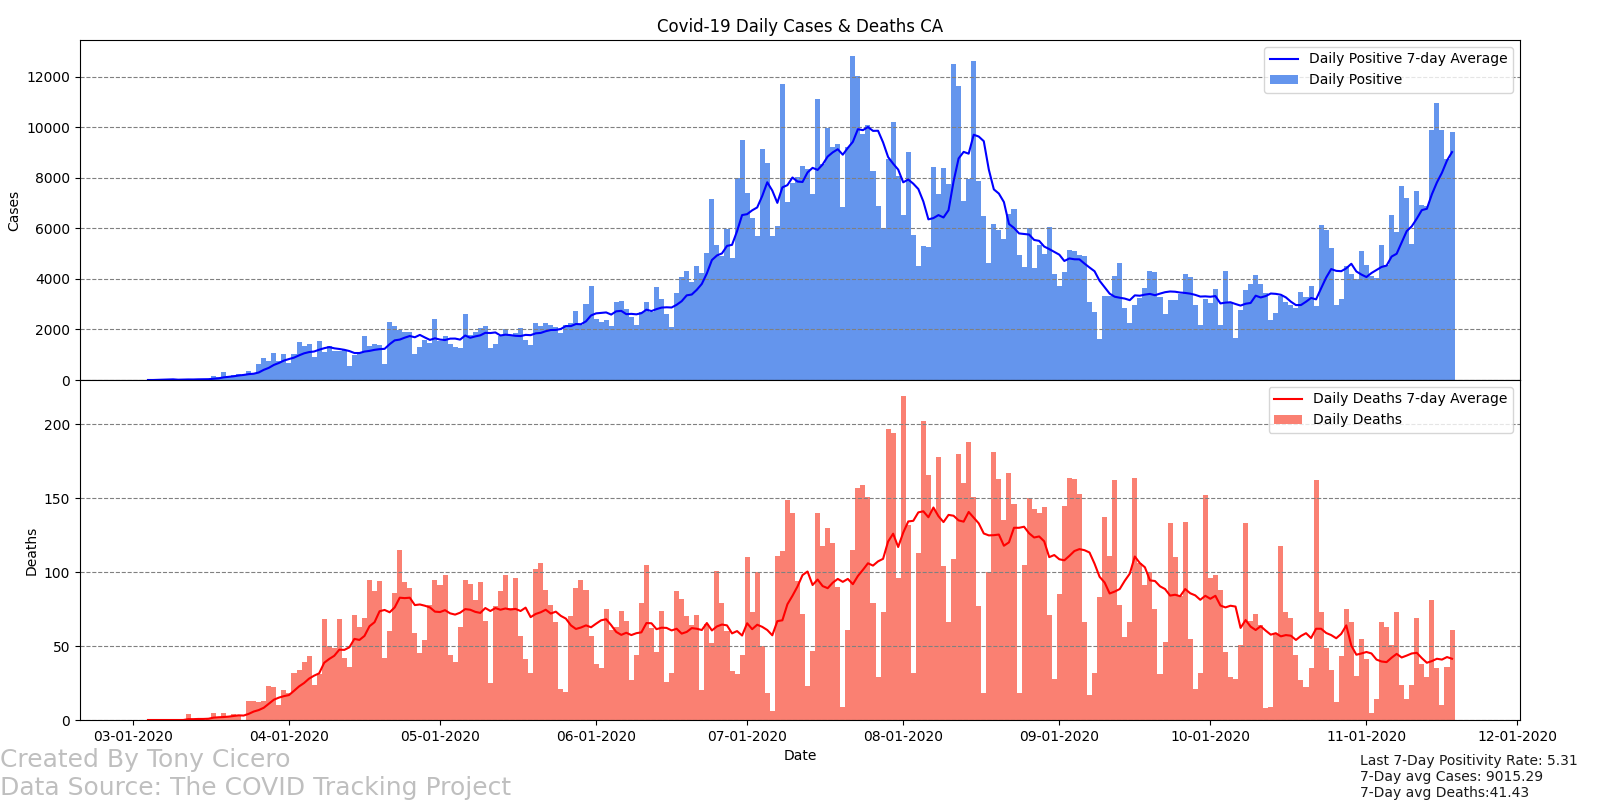 Covid-19 Daily Cases & Deaths CA
Daily Positive 7-day Average
Daily Positive
12000
10000
8000
6000
4000
2000
0
Cases
Daily Deaths 7-day Average
Daily Deaths
200
150
100
50
0
Deaths
03-01-2020 04-01-2020 05-01-2020 06-01-2020 07-01-2020 08-01-2020 09-01-2020 10-01-2020 11-01-2020 12-01-2020
Date
Created By Tony Cicero
Data Source: The COVID Tracking Project
Last 7-Day Positivity Rate: 5.31
7-Day avg Cases: 9015.29
7-Day avg Deaths:41.43